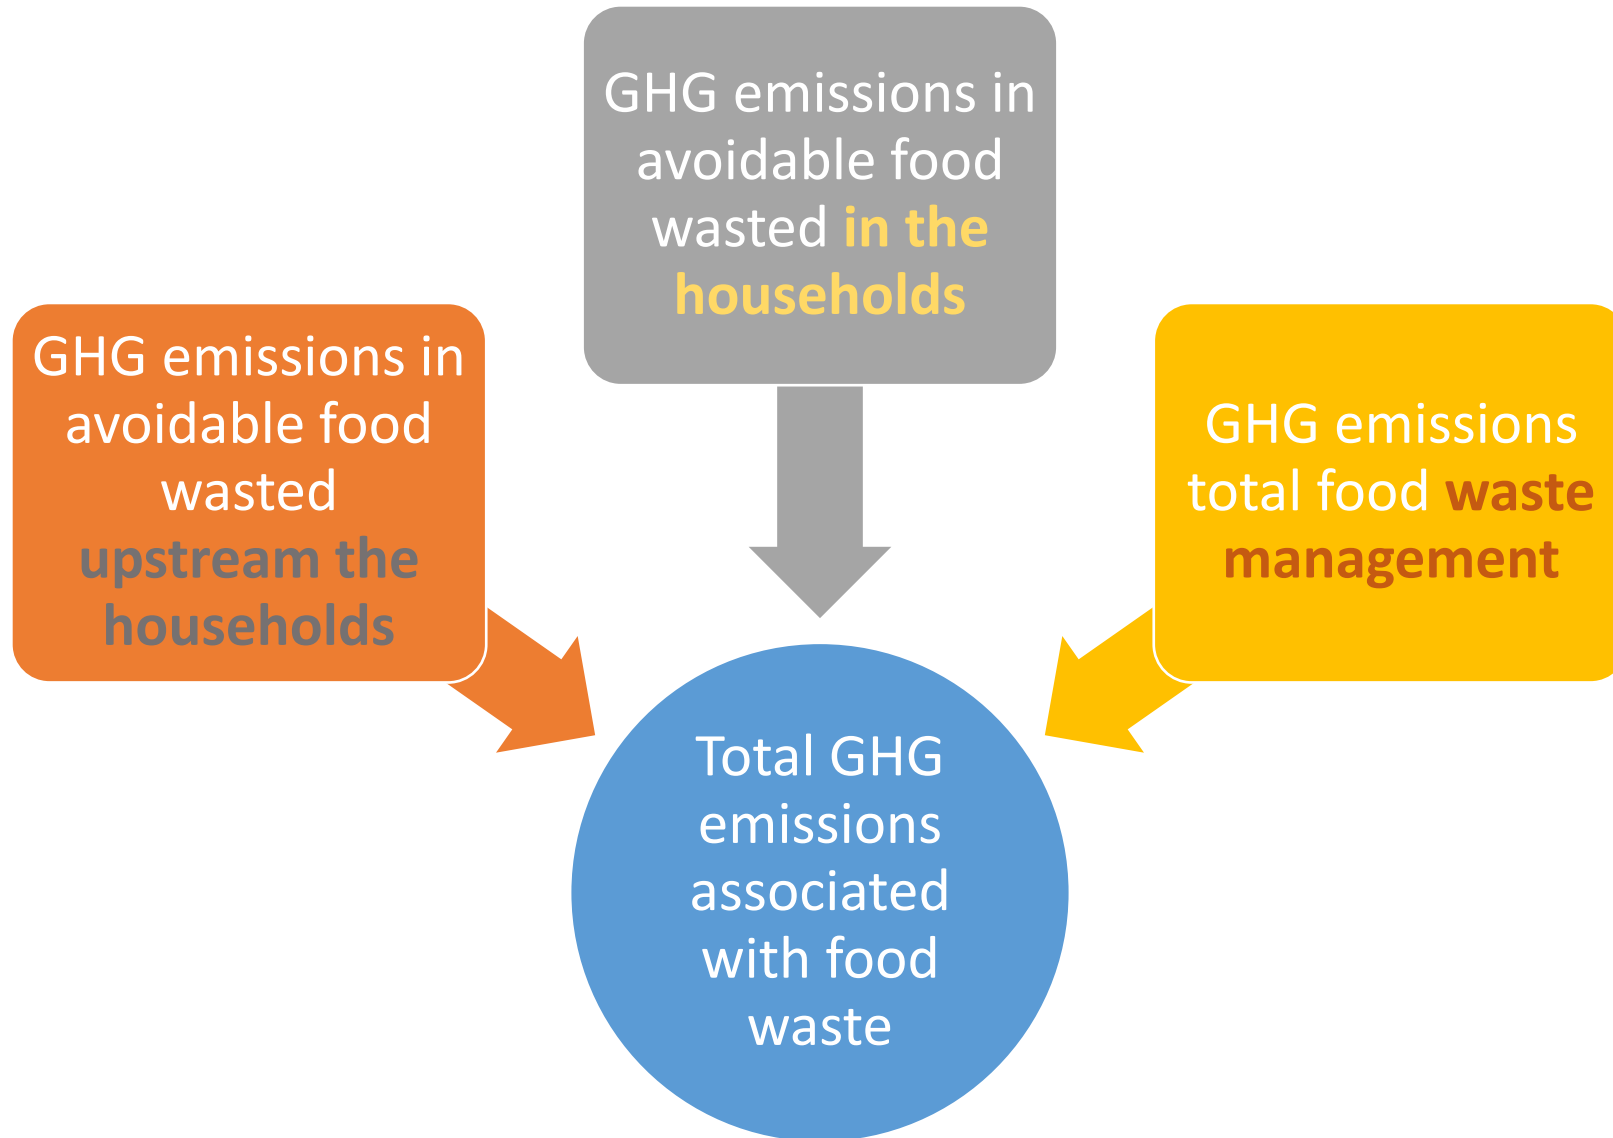 GHG emissions in
avoidable food
wasted in the
households
GHG emissions in
avoidable food
wasted
upstream the
households
GHG emissions
total food waste
management
Total GHG
emissions
associated
with food
waste